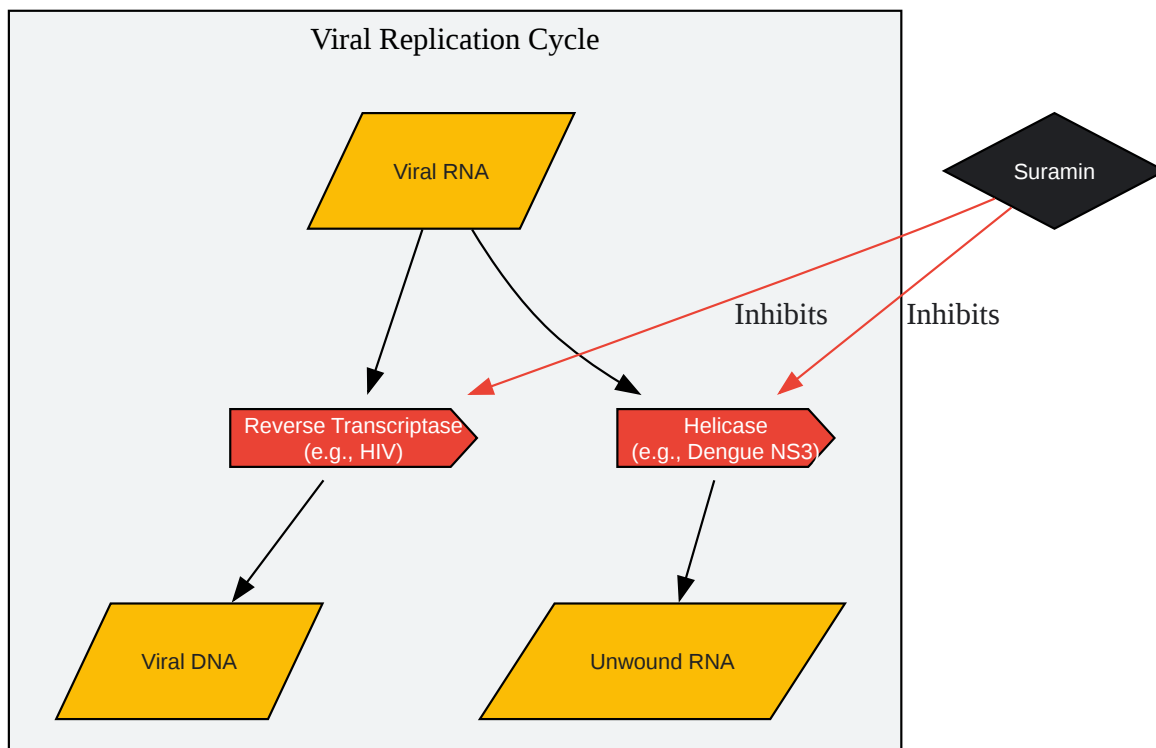 Viral Replication Cycle
Viral RNA
Suramin
Inhibits
Inhibits
Reverse Transcriptase
(e.g., HIV)
Helicase
(e.g., Dengue NS3)
Viral DNA
Unwound RNA